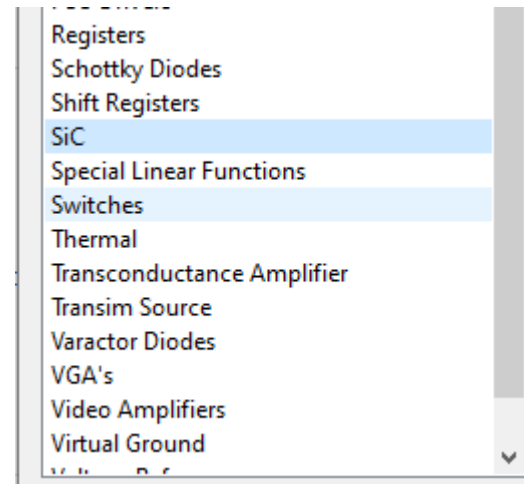 Registers
Schottky Diodes
Shift Registers
SiC
Special Linear Functions
Switches
Thermal
Transconductance Amplifier
Transim Source
Varactor Diodes
VGA's
Video Amplifiers
Virtual Ground